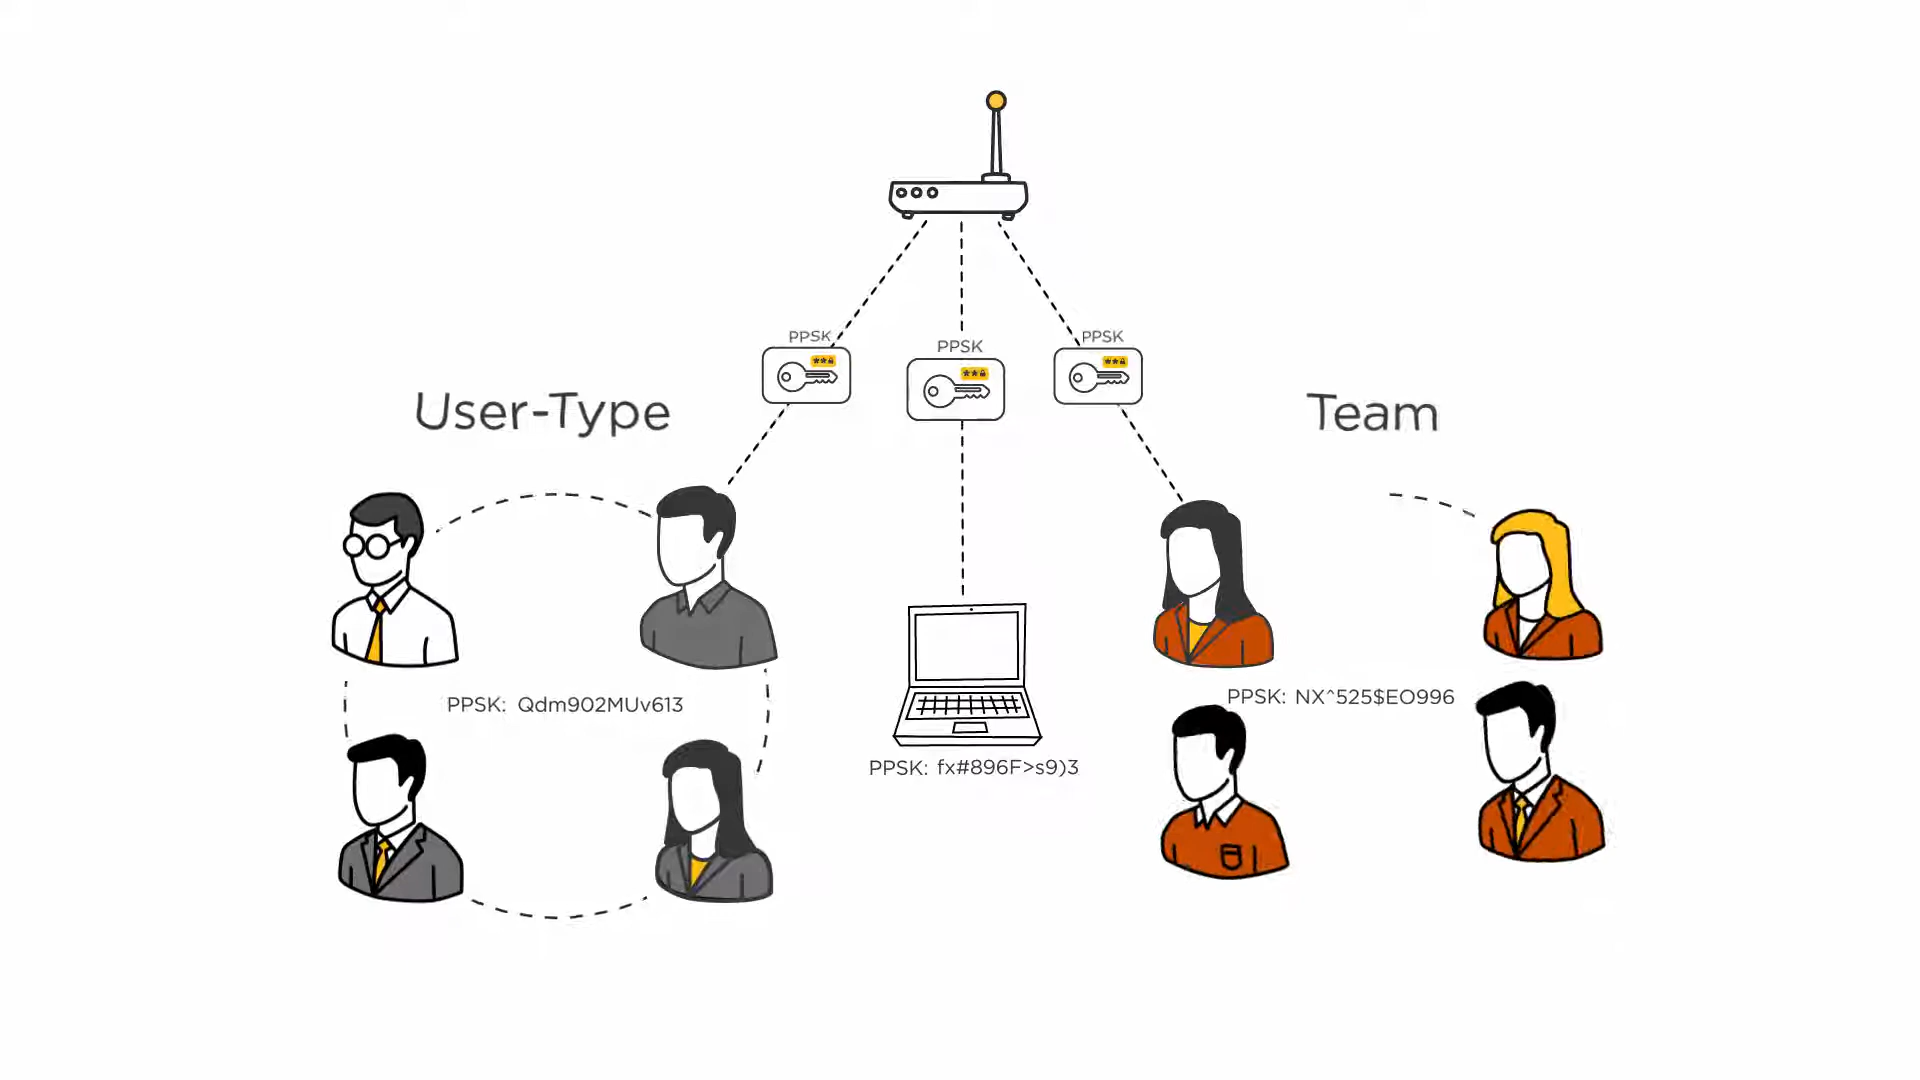 PPSK
PPSK
PPSK
User-Type
Team
PPSK: Qdm902MUv613
PPSK: fx#896F>s9)3
PPSK: NX^525$EO996